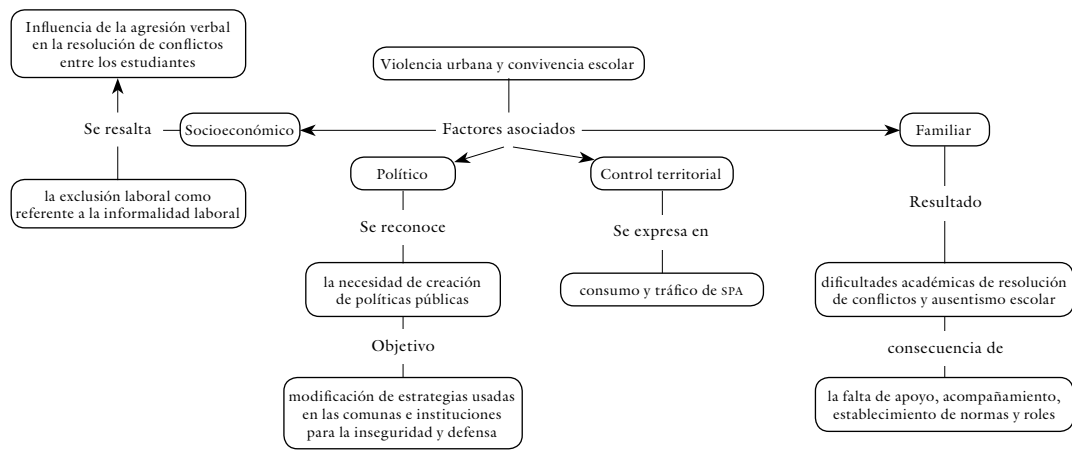 Influencia de la agresión verbal
en la resolución de conflictos
entre los estudiantes
Violencia urbana y convivencia escolar
Se resalta
Socioeconómico
Factores asociados
Familiar
Político
Control territorial
la exclusión laboral como
referente a la informalidad laboral
Se reconoce
Se expresa en
Resultado
la necesidad de creación
de políticas públicas
consumo y tráfico de SPA
dificultades académicas de resolución
de conflictos y ausentismo escolar
Objetivo
consecuencia de
modificación de estrategias usadas
en las comunas e instituciones
para la inseguridad y defensa
la falta de apoyo, acompañamiento,
establecimiento de normas y roles